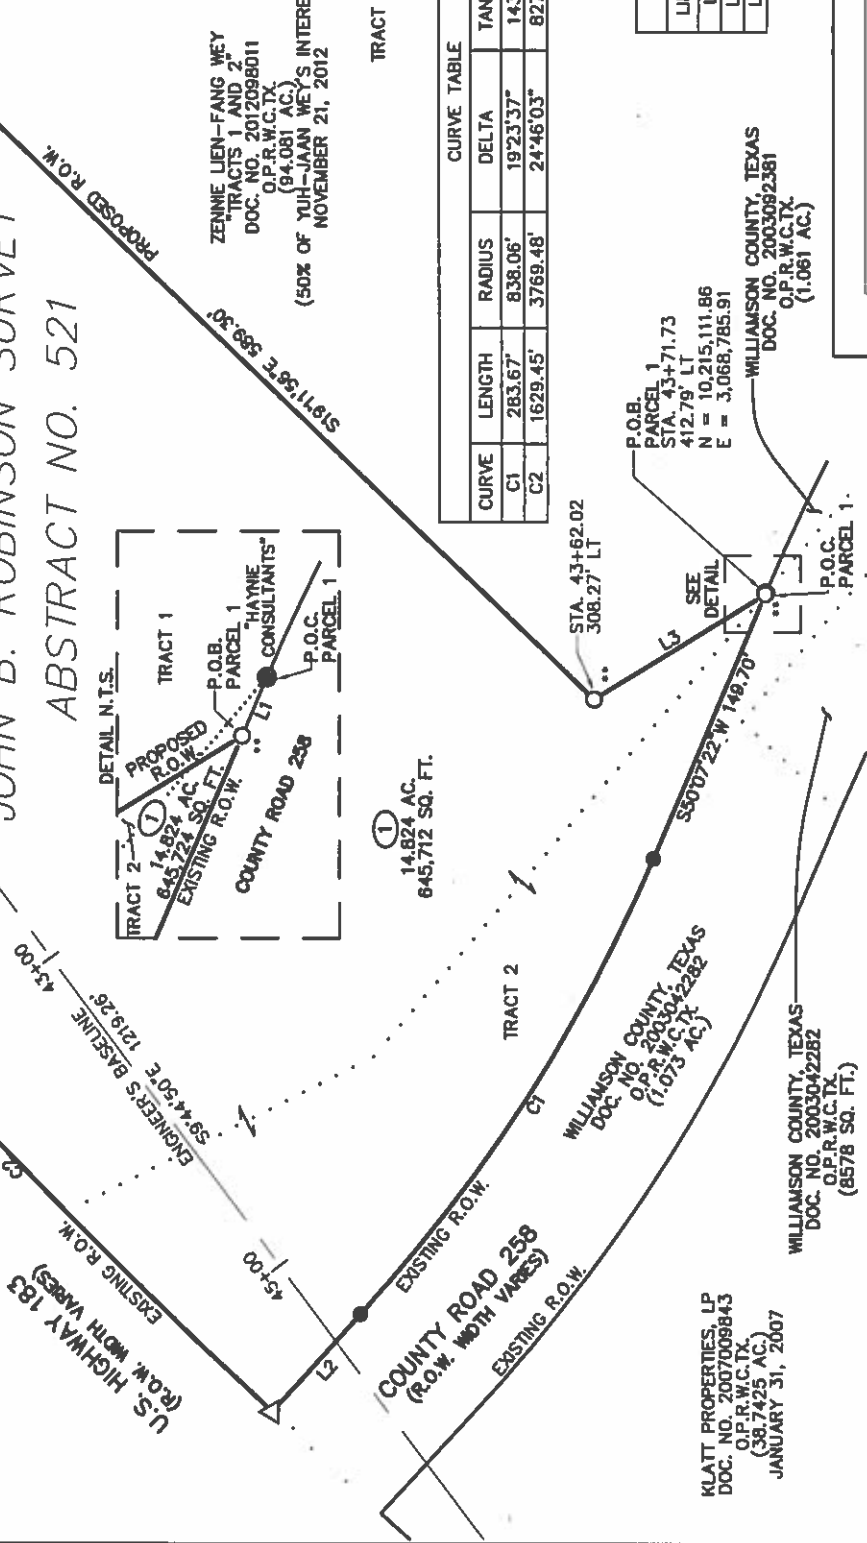 JOHN B. ROBINSON SURVEY
ABSTRACT NO. 521
ZENNIE LIEN-FANG WEY
"TRACTS 1 AND 2"
DOC. NO. 2012098011
O.P.R.W.C.TX.
(94.081 AC.)
(50% OF YUH-JAAN WEY'S INTERE
NOVEMBER 21, 2012
TRACT
PROPOSED R.O.W.
S19°11'56"E 589.30'
DETAIL N.T.S.
TRACT 1
PROPOSED
R.O.W.
P.O.B.
PARCEL 1
"HAYNIE
CONSULTANTS"
P.O.C.
PARCEL 1
L1
**
TRACT 2
1
14.824 AC.
645,724 SQ. FT.
EXISTING R.O.W.
COUNTY ROAD 258
CURVE TABLE
CURVE LENGTH RADIUS DELTA TAN
C1 283.67' 838.06' 19°23'37" 143
C2 1629.45' 3769.48' 24°46'03" 827
1
14.824 AC.
645,712 SQ. FT.
STA. 43+62.02
308.27' LT
**
L3
SEE
DETAIL
**
P.O.B.
PARCEL 1
STA. 43+71.73
412.79' LT
N = 10,215,111.86
E = 3,068,785.91
WILLIAMSON COUNTY, TEXAS
DOC. NO. 2003092381
O.P.R.W.C.TX.
(1.061 AC.)
P.O.C.
PARCEL 1
S50°07'22"W 149.70'
43+00
ENGINEER'S BASELINE
S9°44'50"E 1219.26'
45+00
C2
EXISTING R.O.W.
U.S. HIGHWAY 183
(R.O.W. WIDTH VARIES)
L2
TRACT 2
C1
EXISTING R.O.W.
WILLIAMSON COUNTY, TEXAS
DOC. NO. 2003042282
O.P.R.W.C.TX.
(1.073 AC.)
COUNTY ROAD 258
(R.O.W. WIDTH VARIES)
EXISTING R.O.W.
WILLIAMSON COUNTY, TEXAS
DOC. NO. 2003042282
O.P.R.W.C.TX.
(8578 SQ. FT.)
KLATT PROPERTIES, LP
DOC. NO. 2007009843
O.P.R.W.C.TX.
(38.7425 AC.)
JANUARY 31, 2007